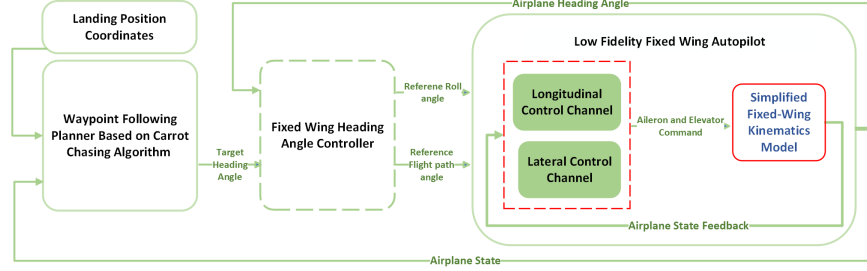 Airplane Heading Angle
Landing Position
Coordinates
Low Fidelity Fixed Wing Autopilot
Waypoint Following
Planner Based on Carrot
Chasing Algorithm
Target
Heading
Angle
Fixed Wing Heading
Angle Controller
Referene Roll
angle
Reference
Flight path
angle
Longitudinal
Control Channel
Lateral Control
Channel
Aileron and Elevator
Command
Simplified
Fixed-Wing
Kinematics
Model
Airplane State Feedback
Airplane State